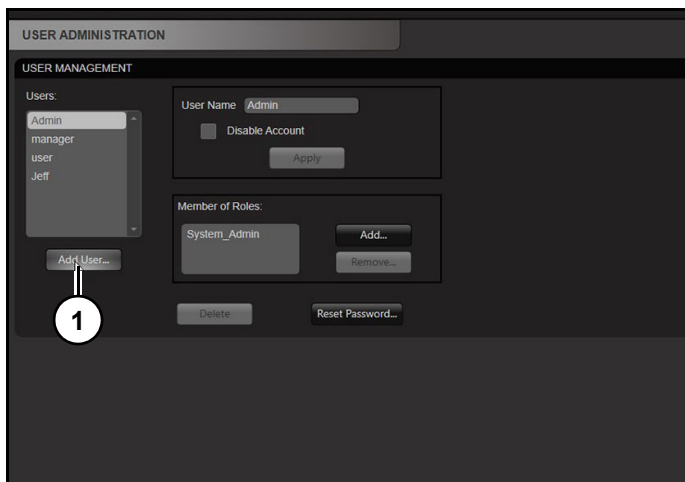 USER ADMINISTRATION
USER MANAGEMENT
Users:
Admin
manager
user
Jeff
Add User...
1
User Name Admin
Disable Account
Apply
Member of Roles:
System_Admin
Add...
Remove...
Delete
Reset Password...